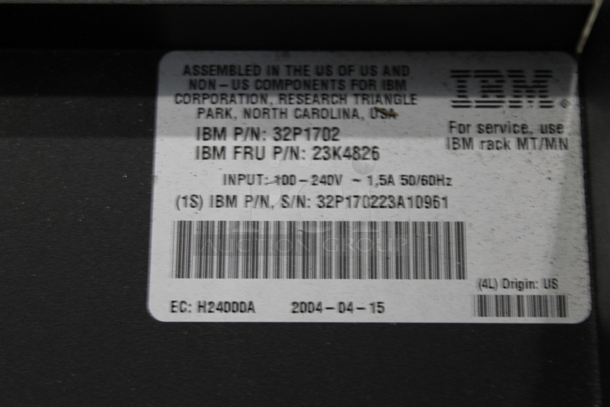 ASSEMBLED IN THE US OF US AND
NON-US COMPONENTS FOR IBM
CORPORATION, RESEARCH TRIANGLE
PARK, NORTH CAROLINA, USA
IBM®
For service, use
IBM rack MT/MN
IBM P/N: 32P1702
IBM FRU P/N: 23K4826
INPUT: 100-240V ~ 1,5A 50/60Hz
(1S) IBM P/N, S/N: 32P170223A10961
AUCTION GROUP
(4L) Origin: US
EC: H24000A 2004-04-15